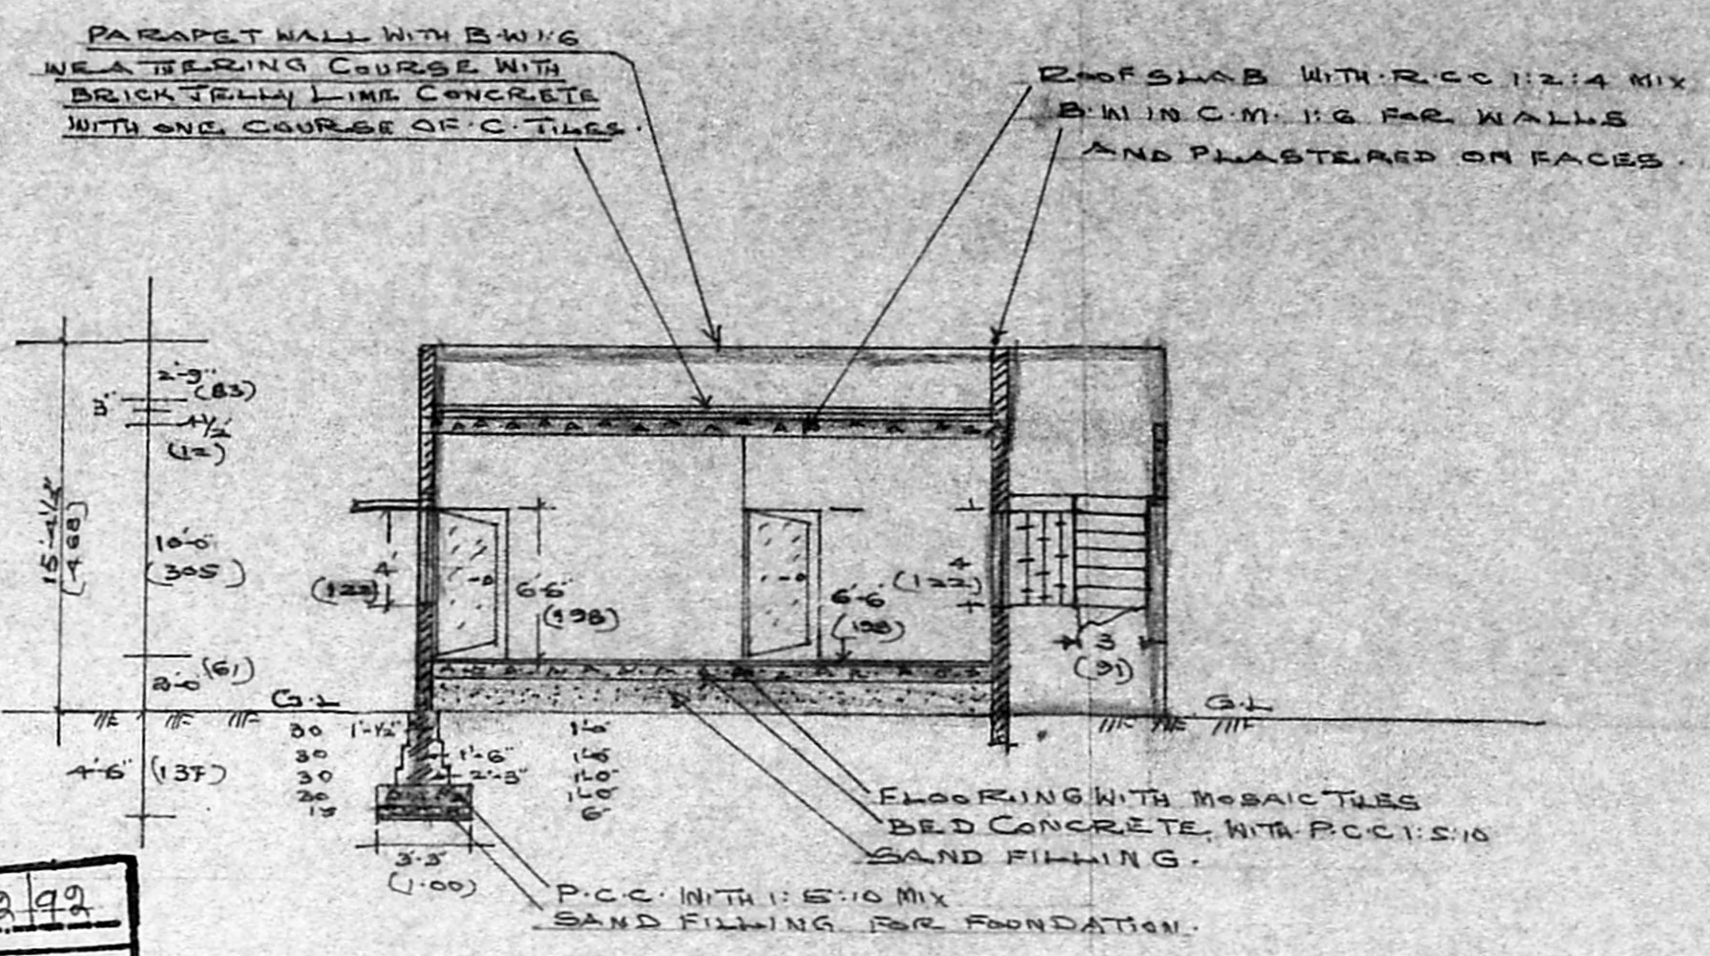 PARAPET WALL WITH B.W 1:6
WEATTERING COURSE WITH
BRICK JELLY LIME CONCRETE
WITH ONE COURSE OF.C.TILES.
ROOF SLAB WITH.R.C.C 1:2:4 MIX
B.W IN C.M. 1:6 FOR WALLS
AND PLASTERED ON FACES.
2'-9"
(83)
3"
4½"
(12)
15'-4½"
(468)
10'-0"
(305)
4'
(122)
6'-6"
(198)
6'-6"
(198)
4'
(122)
3
(91)
(61)
2'-0"
G.L
G.L
30 1'-1½" 1'-0"
30 1'-6" 1'-0"
30 2'-3" 1'-0"
30 1'-0"
15 6"
4'-6" (137)
3'-3"
(1.00)
FLOORING WITH MOSAIC TILES
BED CONCRETE, WITH.P.C.C 1:5:10
SAND FILLING.
P.C.C. WITH 1:5:10 MIX
SAND FILLING FOR FOUNDATION.
2 92